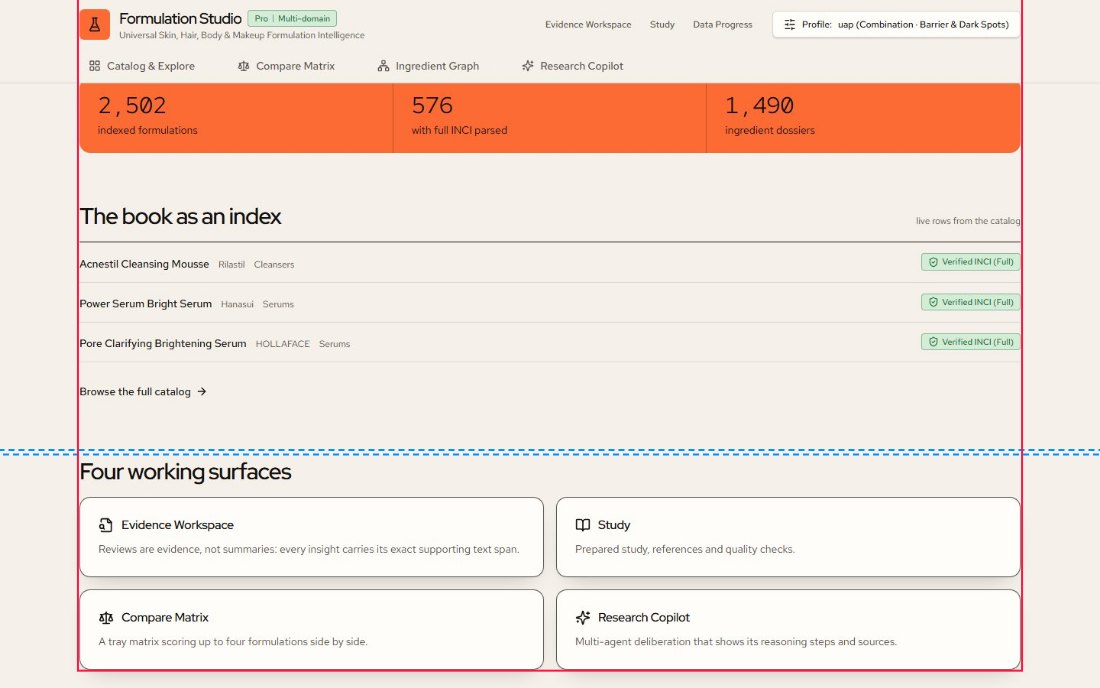 Formulation Studio Pro | Multi-domain
Universal Skin, Hair, Body & Makeup Formulation Intelligence
Evidence Workspace Study Data Progress Profile: uap (Combination · Barrier & Dark Spots)
Catalog & Explore Compare Matrix Ingredient Graph Research Copilot
2,502 576 1,490
indexed formulations with full INCI parsed ingredient dossiers
The book as an index live rows from the catalog
Acnestil Cleansing Mousse Rilastil Cleansers Verified INCI (Full)
Power Serum Bright Serum Hanasui Serums Verified INCI (Full)
Pore Clarifying Brightening Serum HOLLAFACE Serums Verified INCI (Full)
Browse the full catalog →
Four working surfaces
Evidence Workspace
Reviews are evidence, not summaries: every insight carries its exact supporting text span.
Study
Prepared study, references and quality checks.
Compare Matrix
A tray matrix scoring up to four formulations side by side.
Research Copilot
Multi-agent deliberation that shows its reasoning steps and sources.